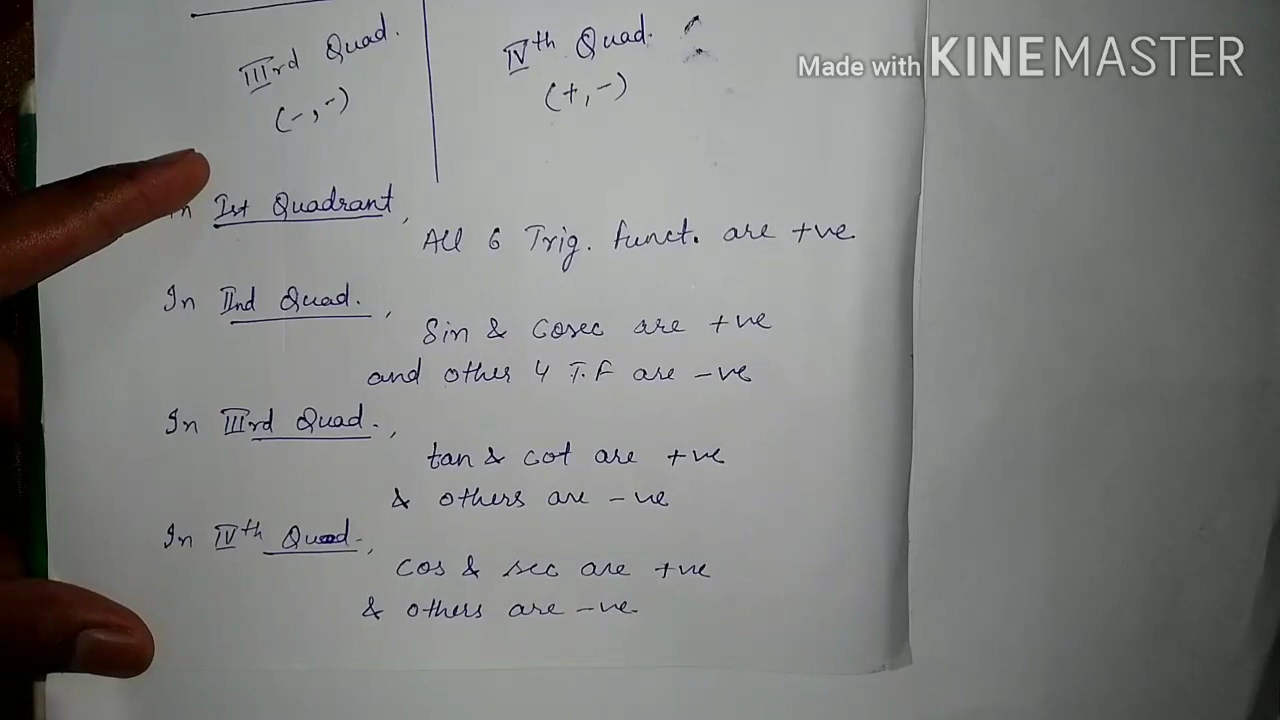 IIIrd Quad.
(-,-)
IVth Quad.
(+,-)
Made with KINEMASTER
In Ist Quadrant,
All 6 Trig. funct. are +ve
In IInd Quad.,
Sin & cosec are +ve
and other 4 T.F are -ve
In IIIrd Quad.,
tan & cot are +ve
& others are -ve
In IVth Quad.,
cos & sec are +ve
& others are -ve